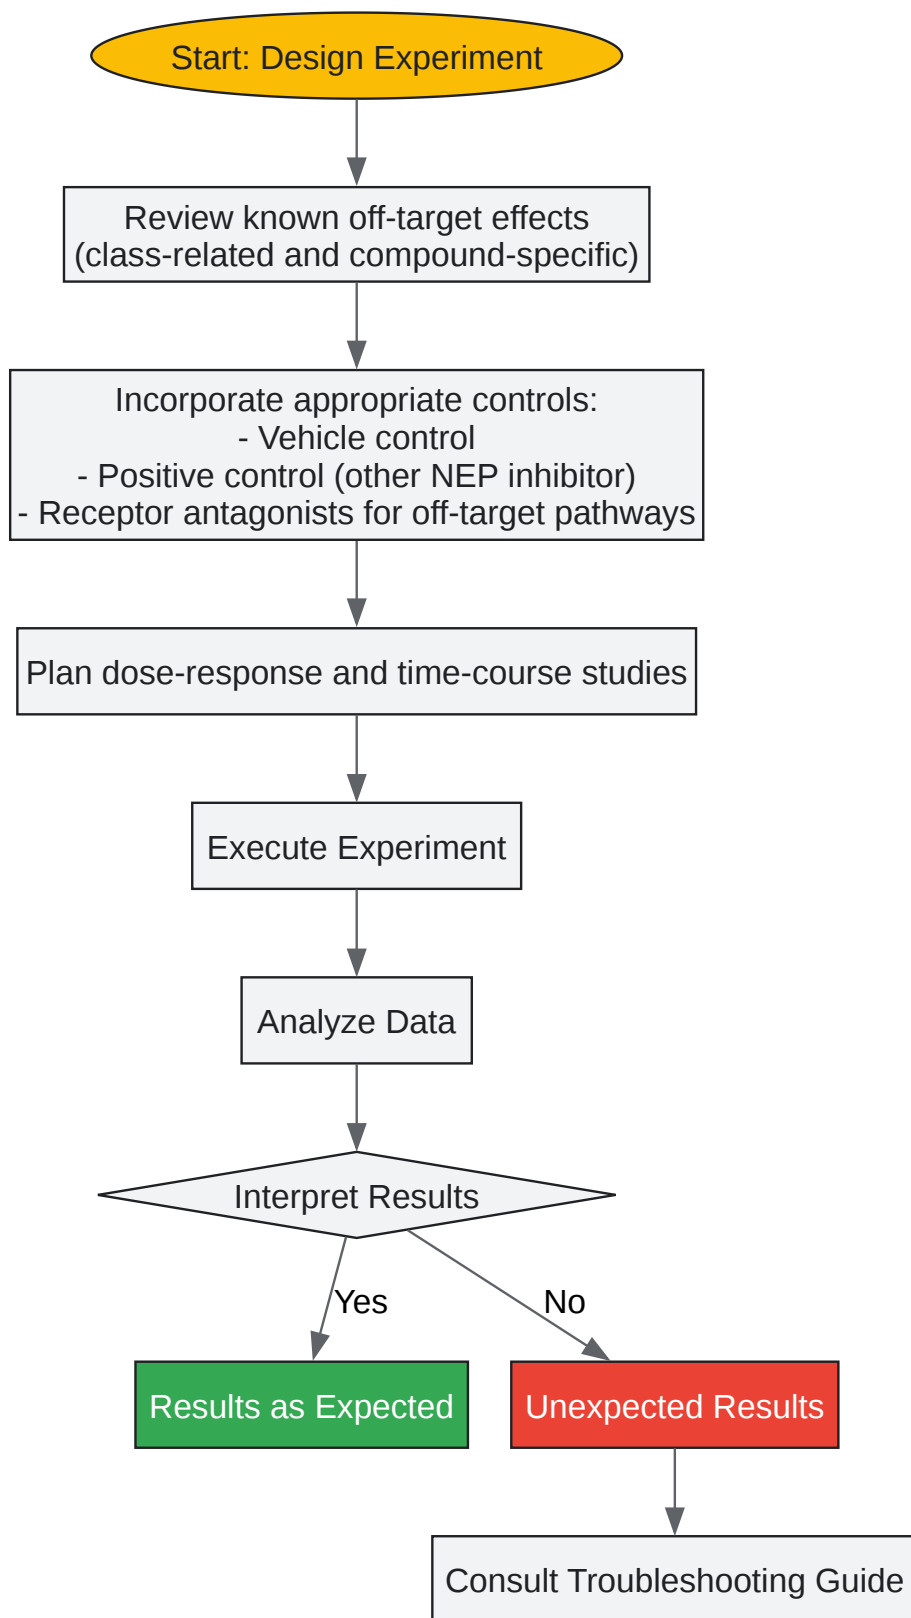 Start: Design Experiment
Review known off-target effects
(class-related and compound-specific)
Incorporate appropriate controls:
- Vehicle control
- Positive control (other NEP inhibitor)
- Receptor antagonists for off-target pathways
Plan dose-response and time-course studies
Execute Experiment
Analyze Data
Interpret Results
Yes
No
Results as Expected
Unexpected Results
Consult Troubleshooting Guide